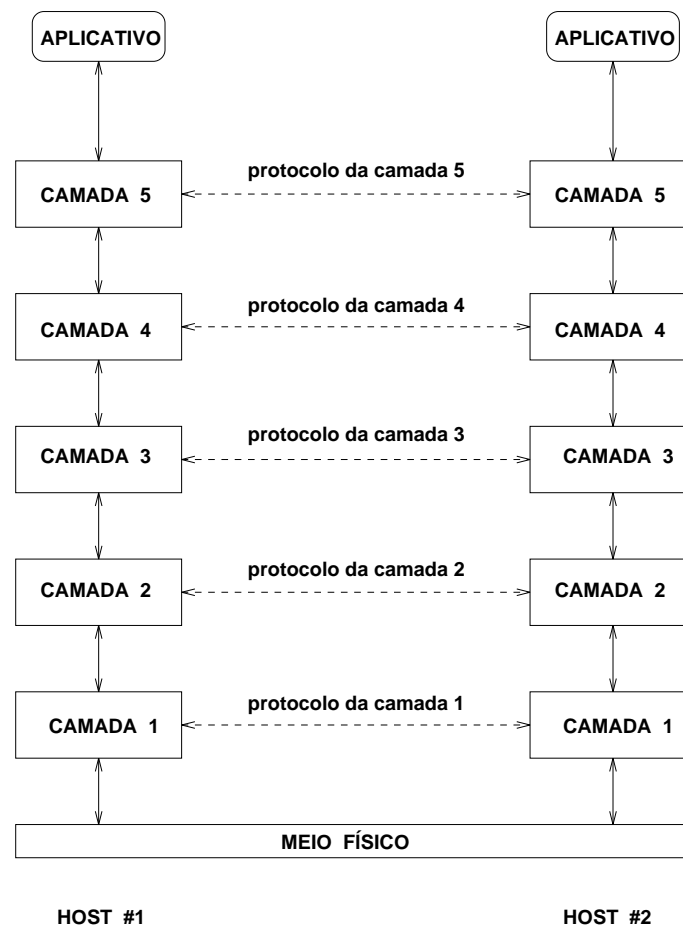 APLICATIVO APLICATIVO
protocolo da camada 5
CAMADA 5 CAMADA 5
protocolo da camada 4
CAMADA 4 CAMADA 4
protocolo da camada 3
CAMADA 3 CAMADA 3
protocolo da camada 2
CAMADA 2 CAMADA 2
protocolo da camada 1
CAMADA 1 CAMADA 1
MEIO FÍSICO
HOST #1 HOST #2